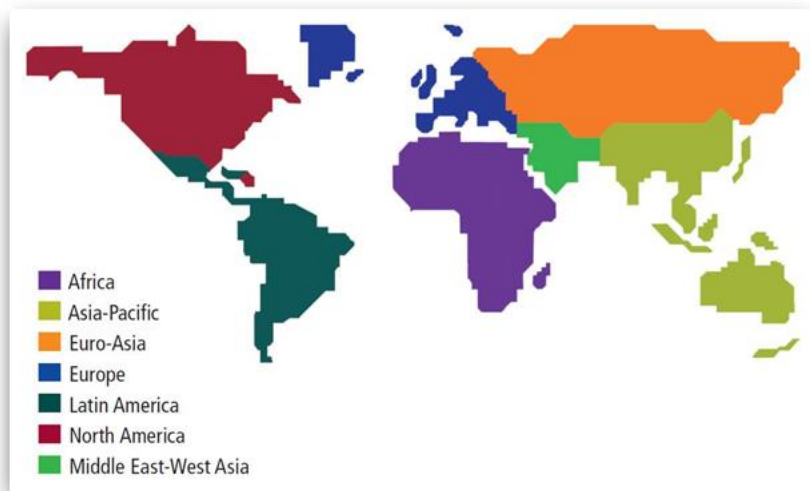 Africa
Asia-Pacific
Euro-Asia
Europe
Latin America
North America
Middle East-West Asia